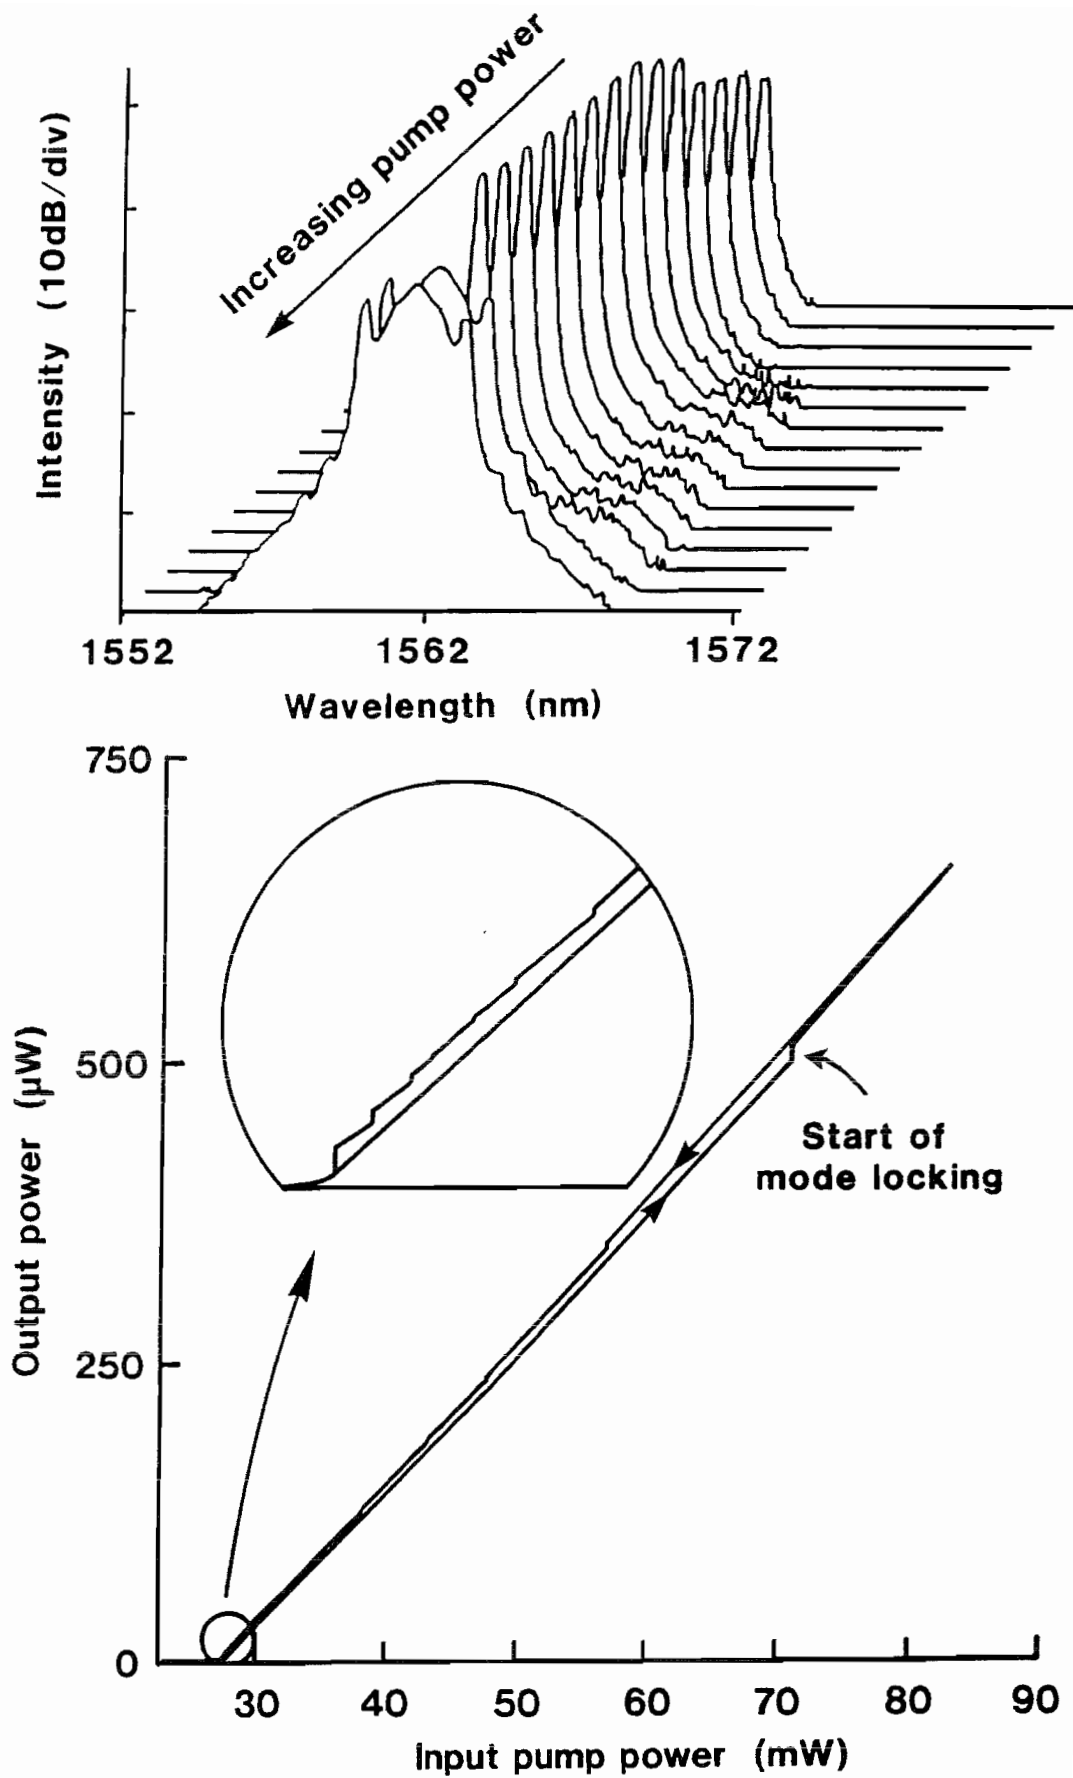 Increasing pump power
Intensity (10dB/div)
1552 1562 1572
Wavelength (nm)
750
500
250
0
Output power (μW)
Start of
mode locking
30 40 50 60 70 80 90
Input pump power (mW)